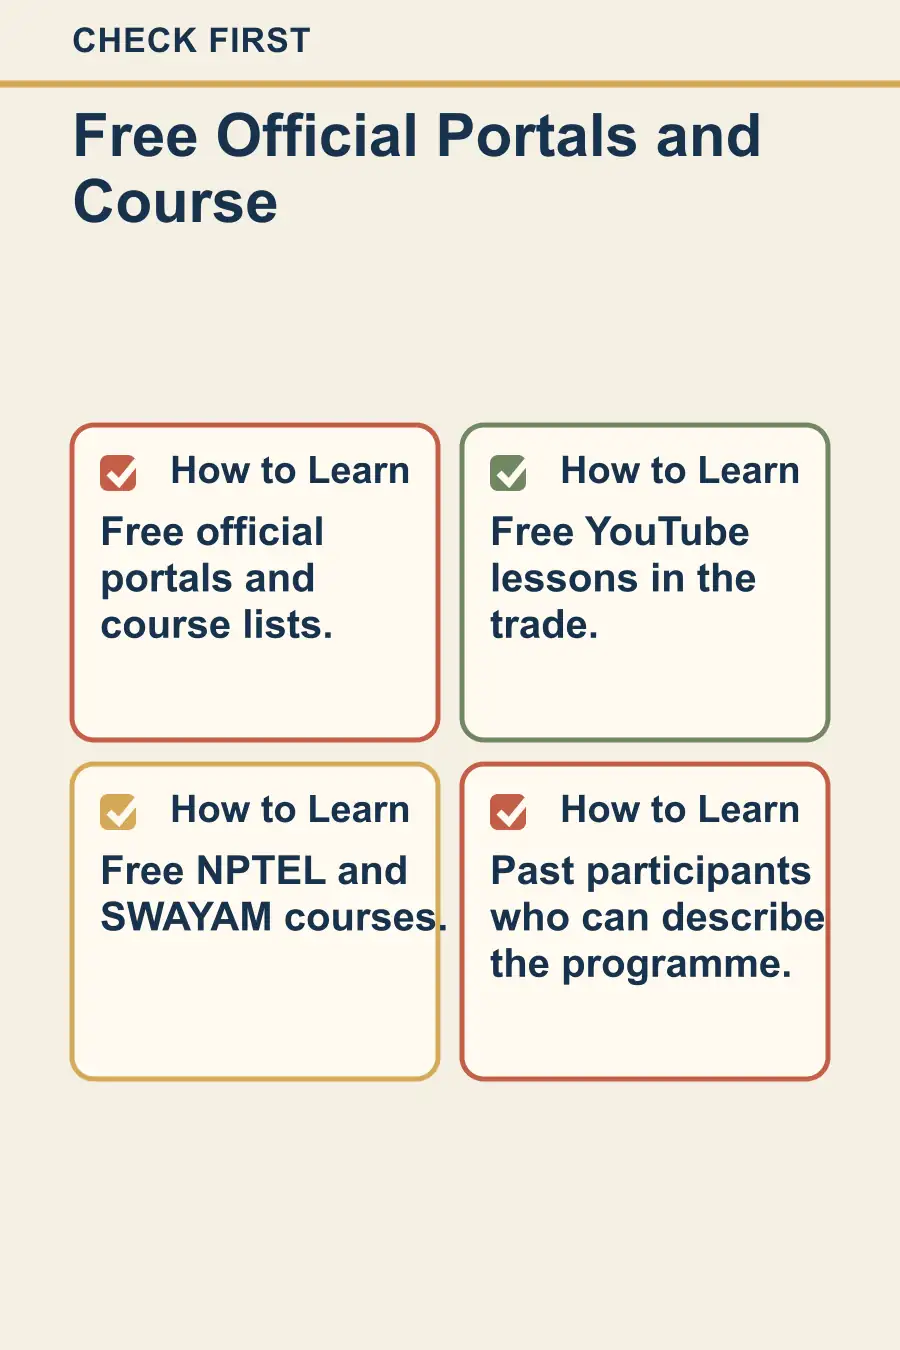 CHECK FIRST
Free Official Portals and
Course
How to Learn
Free official
portals and
course lists.
How to Learn
Free YouTube
lessons in the
trade.
How to Learn
Free NPTEL and
SWAYAM courses.
How to Learn
Past participants
who can describe
the programme.